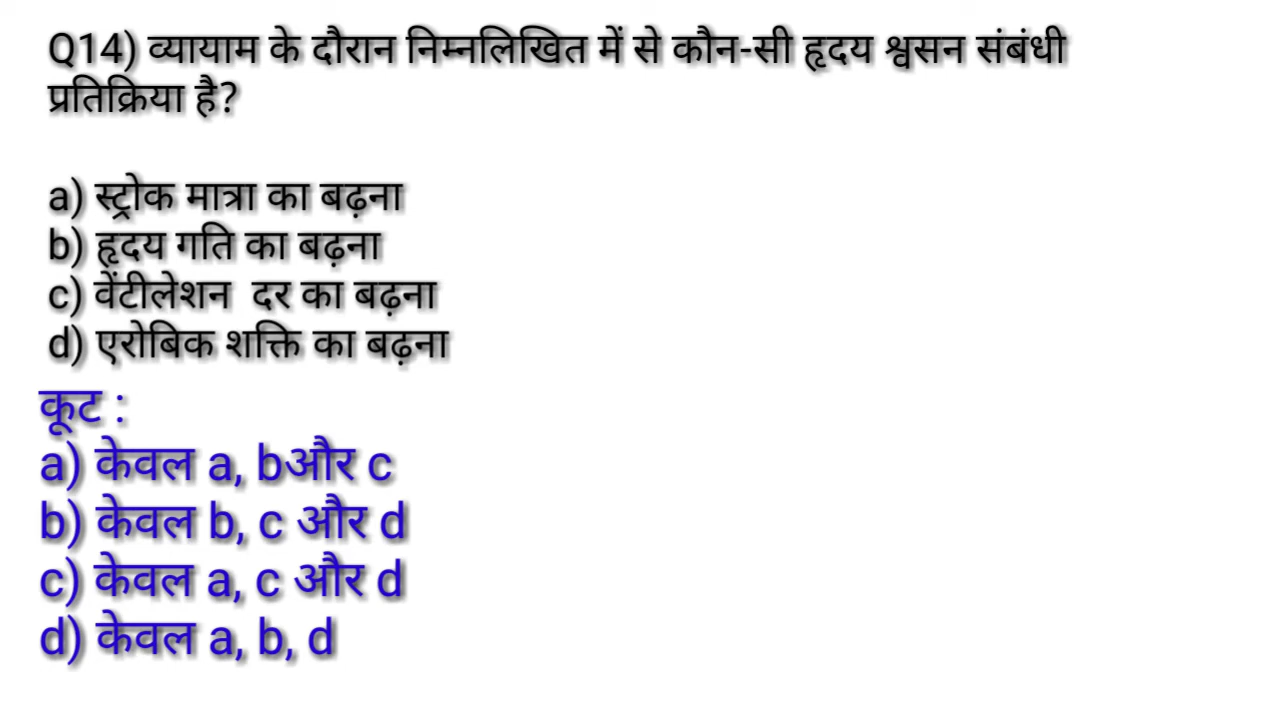 Q14) व्यायाम के दौरान निम्नलिखित में से कौन-सी हृदय श्वसन संबंधी
प्रतिक्रिया है?
a) स्ट्रोक मात्रा का बढ़ना
b) हृदय गति का बढ़ना
c) वेंटीलेशन दर का बढ़ना
d) एरोबिक शक्ति का बढ़ना
कूट :
a) केवल a, bऔर c
b) केवल b, c और d
c) केवल a, c और d
d) केवल a, b, d